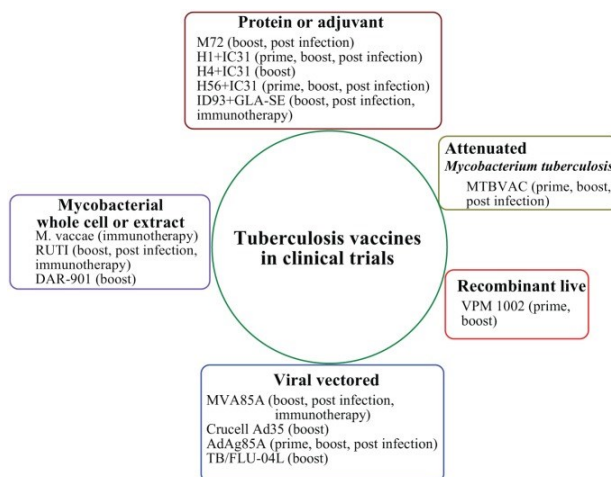 Protein or adjuvant
M72 (boost, post infection)
H1+IC31 (prime, boost, post infection)
H4+IC31 (boost)
H56+IC31 (prime, boost, post infection)
ID93+GLA-SE (boost, post infection,
immunotherapy)
Attenuated
Mycobacterium tuberculosis
MTBVAC (prime, boost,
post infection)
Mycobacterial
whole cell or extract
M. vaccae (immunotherapy)
RUTI (boost, post infection,
immunotherapy)
DAR-901 (boost)
Tuberculosis vaccines
in clinical trials
Recombinant live
VPM 1002 (prime,
boost)
Viral vectored
MVA85A (boost, post infection,
immunotherapy)
Crucell Ad35 (boost)
AdAg85A (prime, boost, post infection)
TB/FLU-04L (boost)